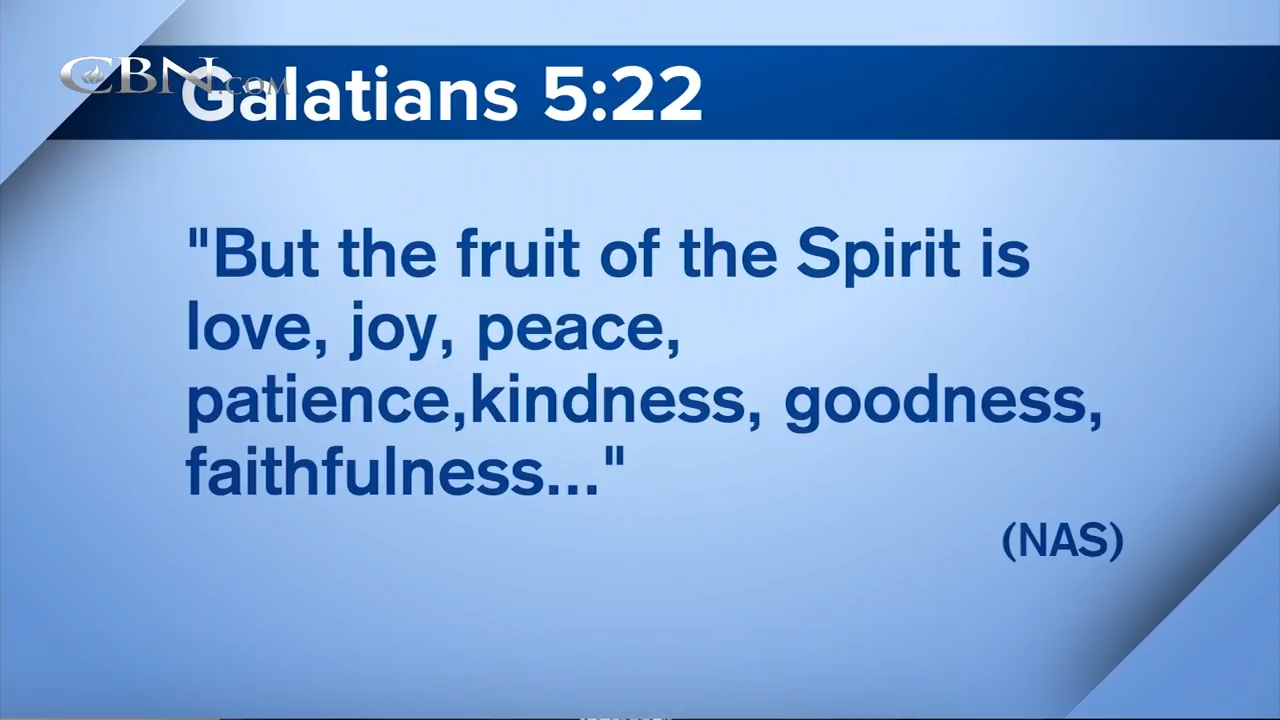 CBN.COM
Galatians 5:22
"But the fruit of the Spirit is
love, joy, peace,
patience,kindness, goodness,
faithfulness..."
(NAS)